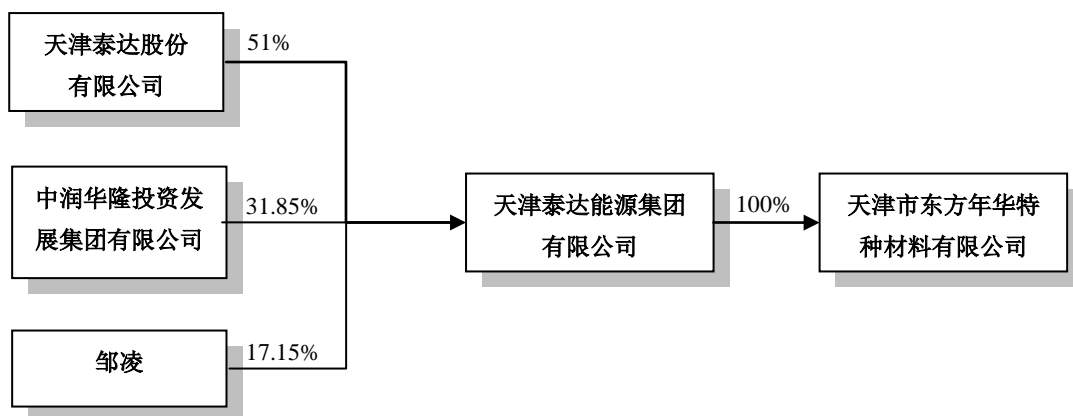 天津泰达股份
有限公司
51%
中润华隆投资发
展集团有限公司
31.85%
邹凌
17.15%
天津泰达能源集团
有限公司
100%
天津市东方年华特
种材料有限公司